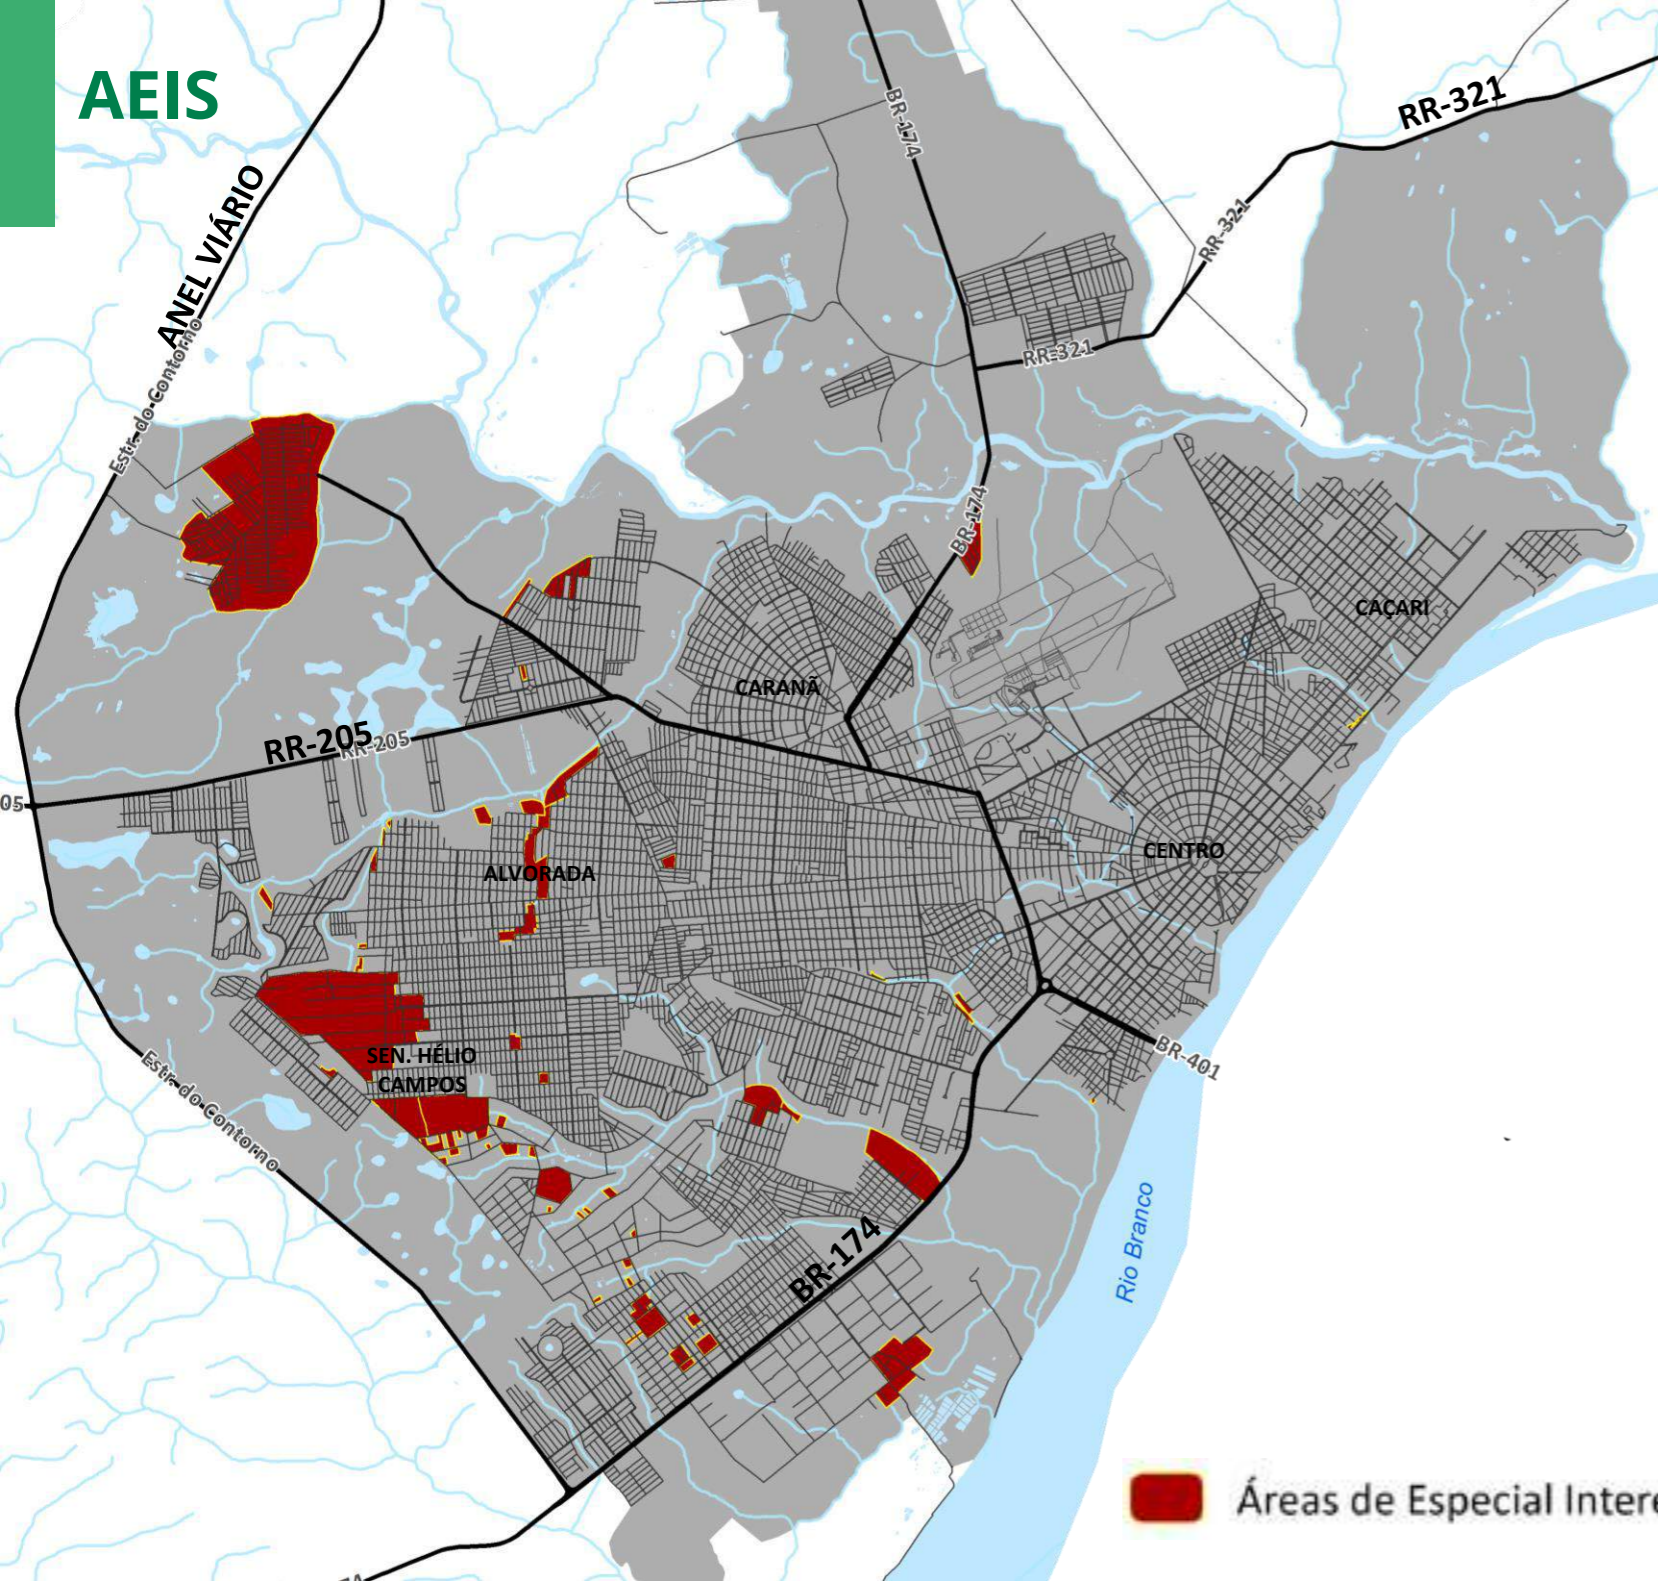 AEIS
ANEL VIÁRIO
Estr. do Contorno
BR-174
RR-321
RR-321
RR-321
BR-174
CAÇARI
CARANÃ
RR-205
RR-205
05
ALVORADA
CENTRO
SEN. HÉLIO
CAMPOS
BR-401
Estr. do Contorno
Rio Branco
BR-174
Áreas de Especial Intere